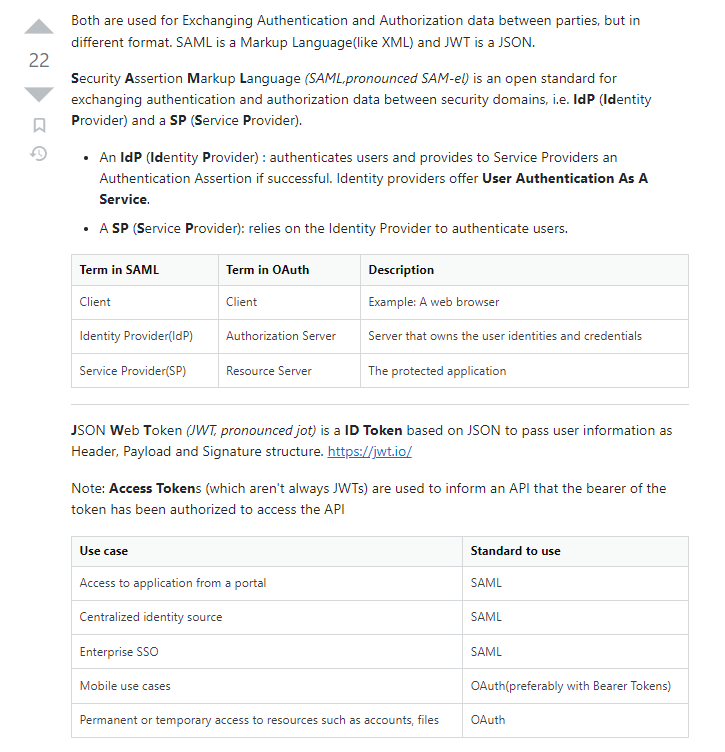 Both are used for Exchanging Authentication and Authorization data between parties, but in
different format. SAML is a Markup Language(like XML) and JWT is a JSON.
22
Security Assertion Markup Language (SAML,pronounced SAM-el) is an open standard for
exchanging authentication and authorization data between security domains, i.e. IdP (Identity
Provider) and a SP (Service Provider).
• An IdP (Identity Provider) : authenticates users and provides to Service Providers an
Authentication Assertion if successful. Identity providers offer User Authentication As A
Service.
• A SP (Service Provider): relies on the Identity Provider to authenticate users.
Term in SAML Term in OAuth Description
Client Client Example: A web browser
Identity Provider(IdP) Authorization Server Server that owns the user identities and credentials
Service Provider(SP) Resource Server The protected application
JSON Web Token (JWT, pronounced jot) is a ID Token based on JSON to pass user information as
Header, Payload and Signature structure. https://jwt.io/
Note: Access Tokens (which aren't always JWTs) are used to inform an API that the bearer of the
token has been authorized to access the API
Use case Standard to use
Access to application from a portal SAML
Centralized identity source SAML
Enterprise SSO SAML
Mobile use cases OAuth(preferably with Bearer Tokens)
Permanent or temporary access to resources such as accounts, files OAuth